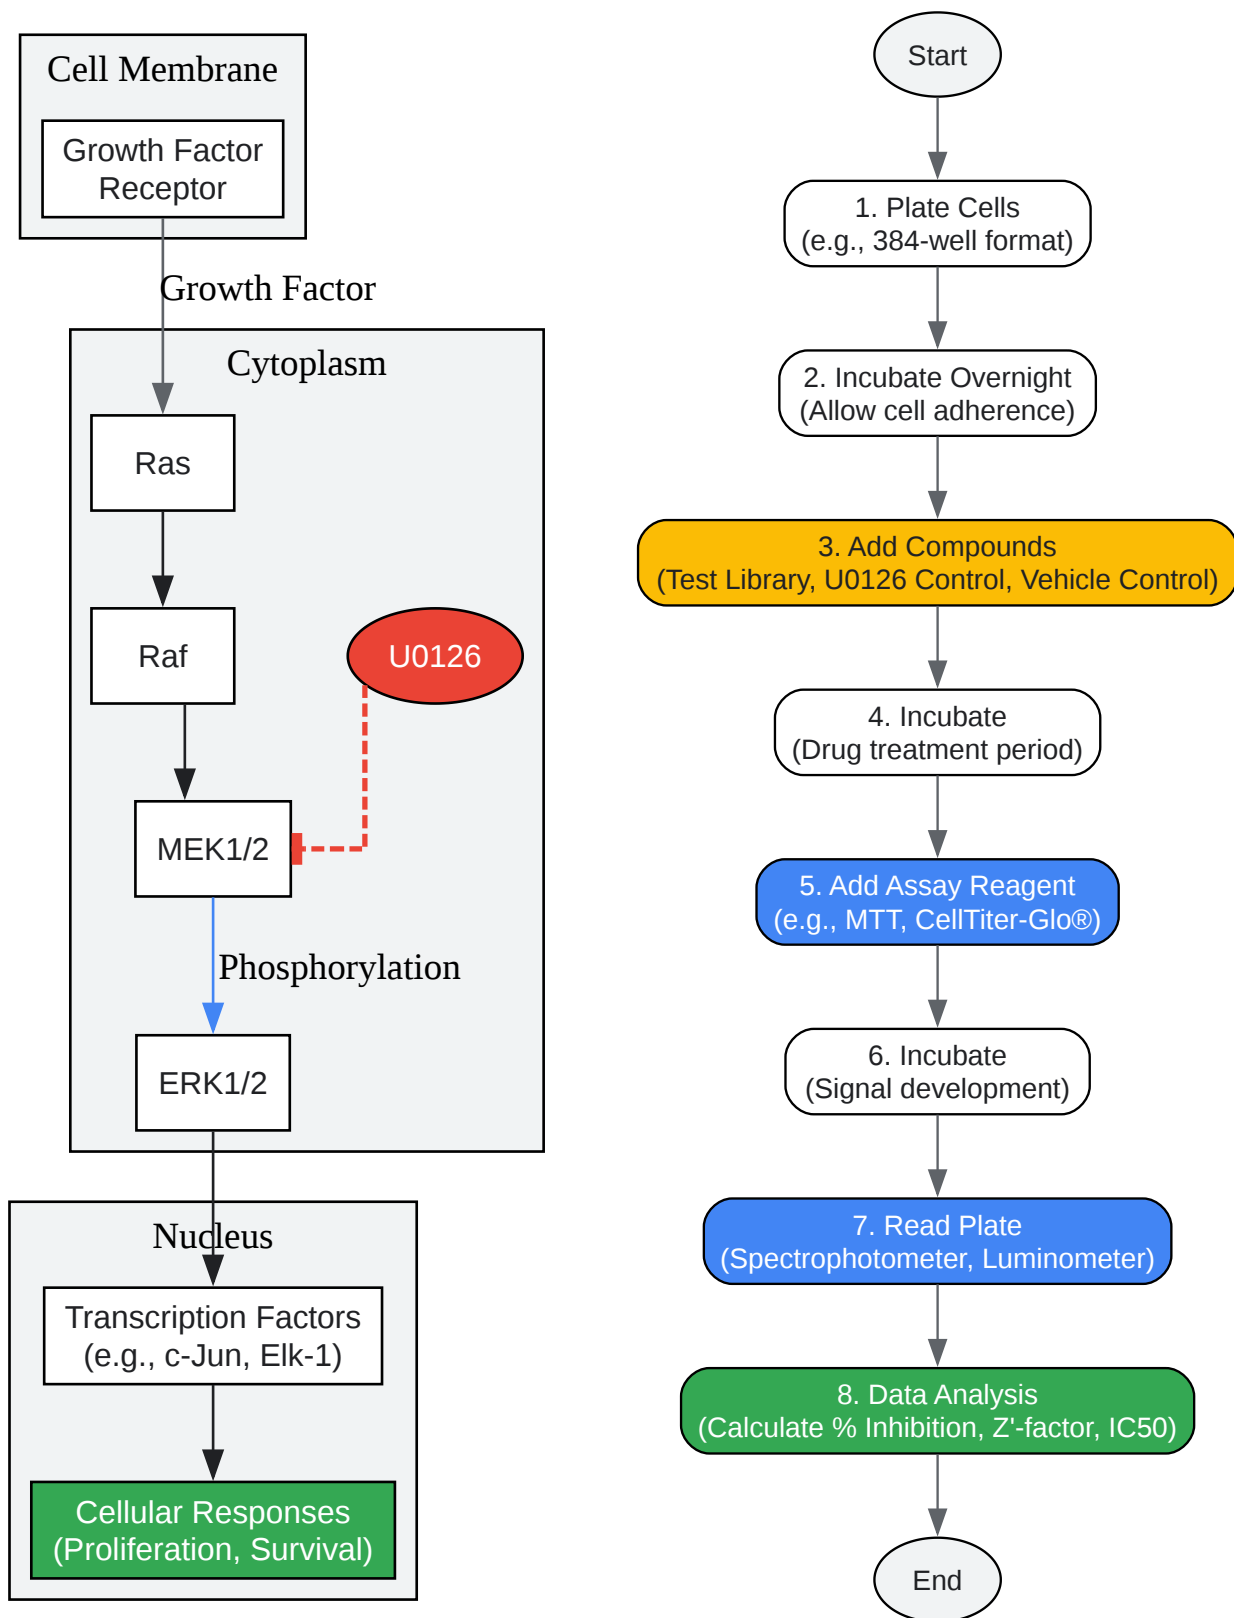 Cell Membrane
Growth Factor
Receptor
Growth Factor
Cytoplasm
Ras
Raf
U0126
MEK1/2
Phosphorylation
ERK1/2
Nucleus
Transcription Factors
(e.g., c-Jun, Elk-1)
Cellular Responses
(Proliferation, Survival)
Start
1. Plate Cells
(e.g., 384-well format)
2. Incubate Overnight
(Allow cell adherence)
3. Add Compounds
(Test Library, U0126 Control, Vehicle Control)
4. Incubate
(Drug treatment period)
5. Add Assay Reagent
(e.g., MTT, CellTiter-Glo®)
6. Incubate
(Signal development)
7. Read Plate
(Spectrophotometer, Luminometer)
8. Data Analysis
(Calculate % Inhibition, Z'-factor, IC50)
End